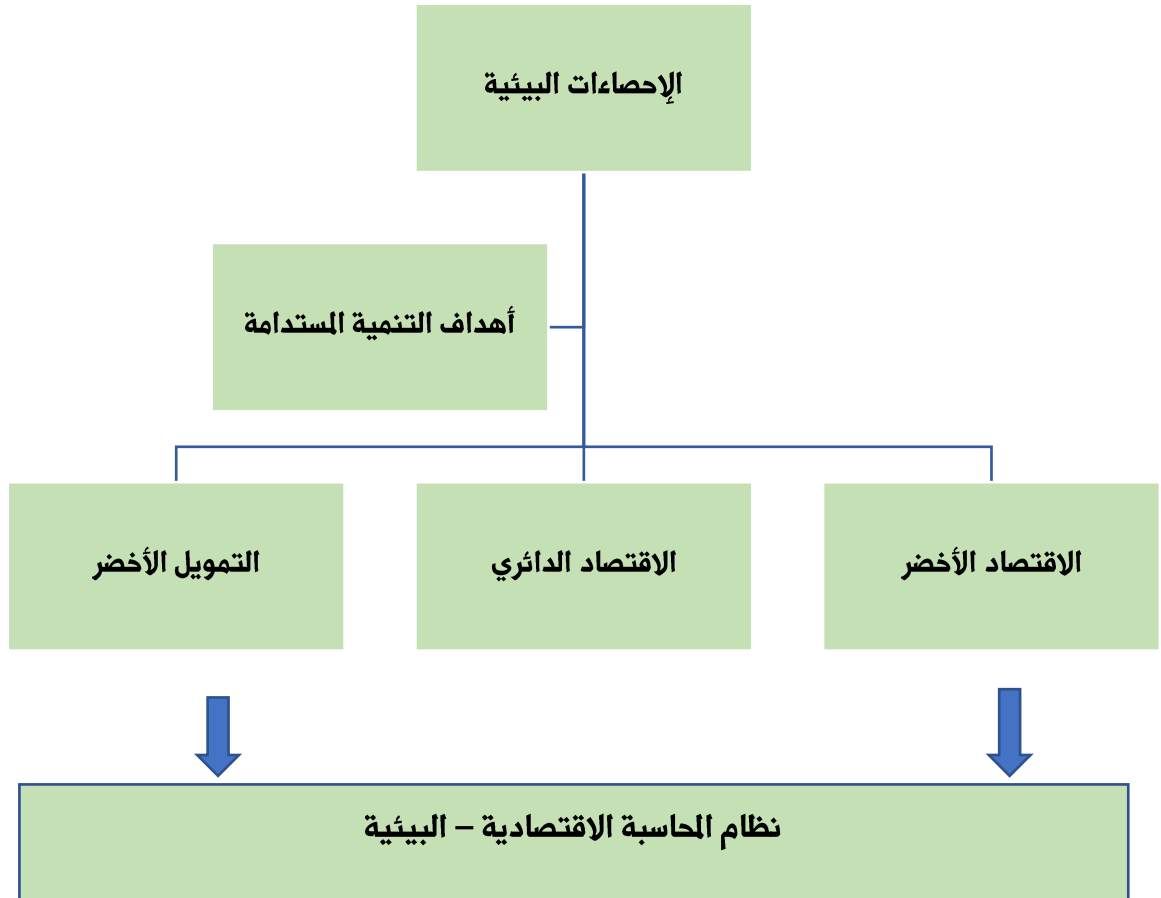 الإحصاءات البيئية
أهداف التنمية المستدامة
الاقتصاد الأخضر
الاقتصاد الدائري
التمويل الأخضر
نظام المحاسبة الاقتصادية – البيئية